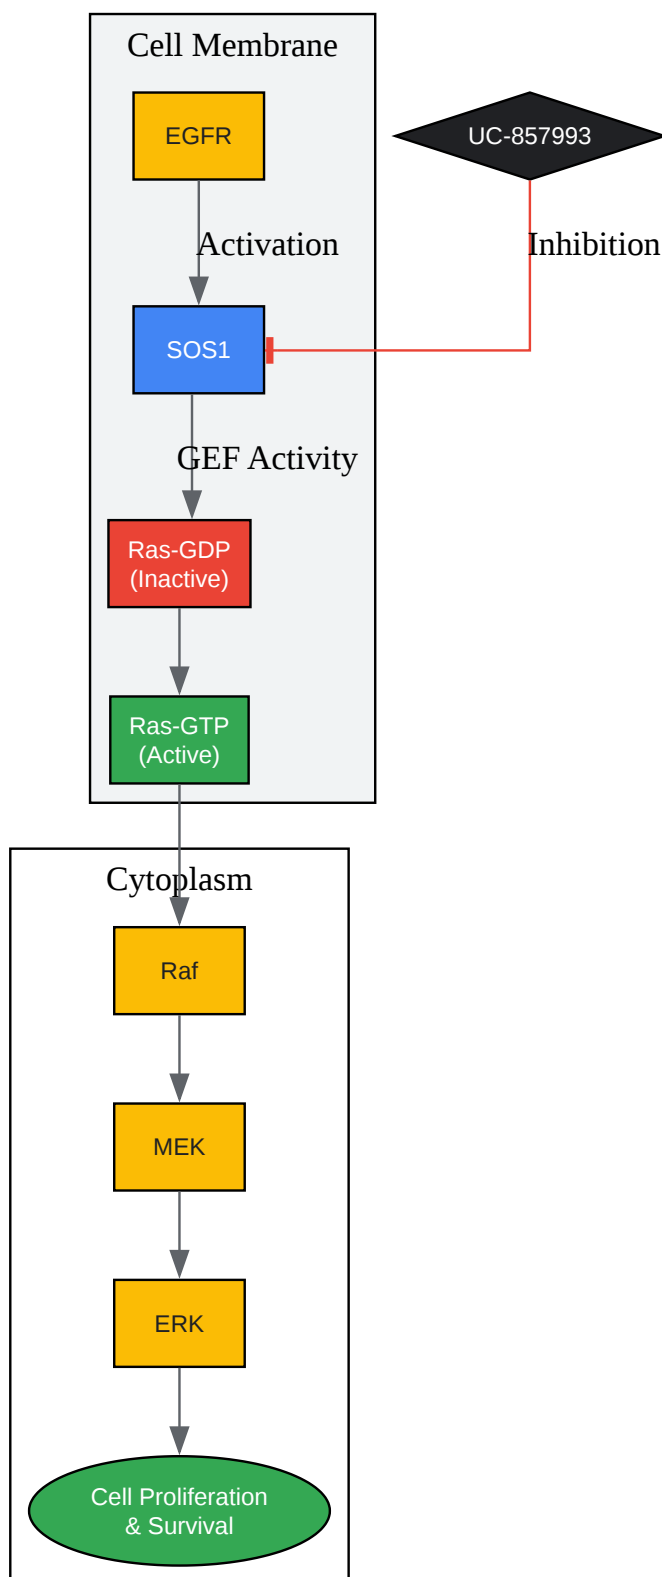 Cell Membrane
EGFR
UC-857993
Activation
Inhibition
SOS1
GEF Activity
Ras-GDP
(Inactive)
Ras-GTP
(Active)
Cytoplasm
Raf
MEK
ERK
Cell Proliferation
& Survival